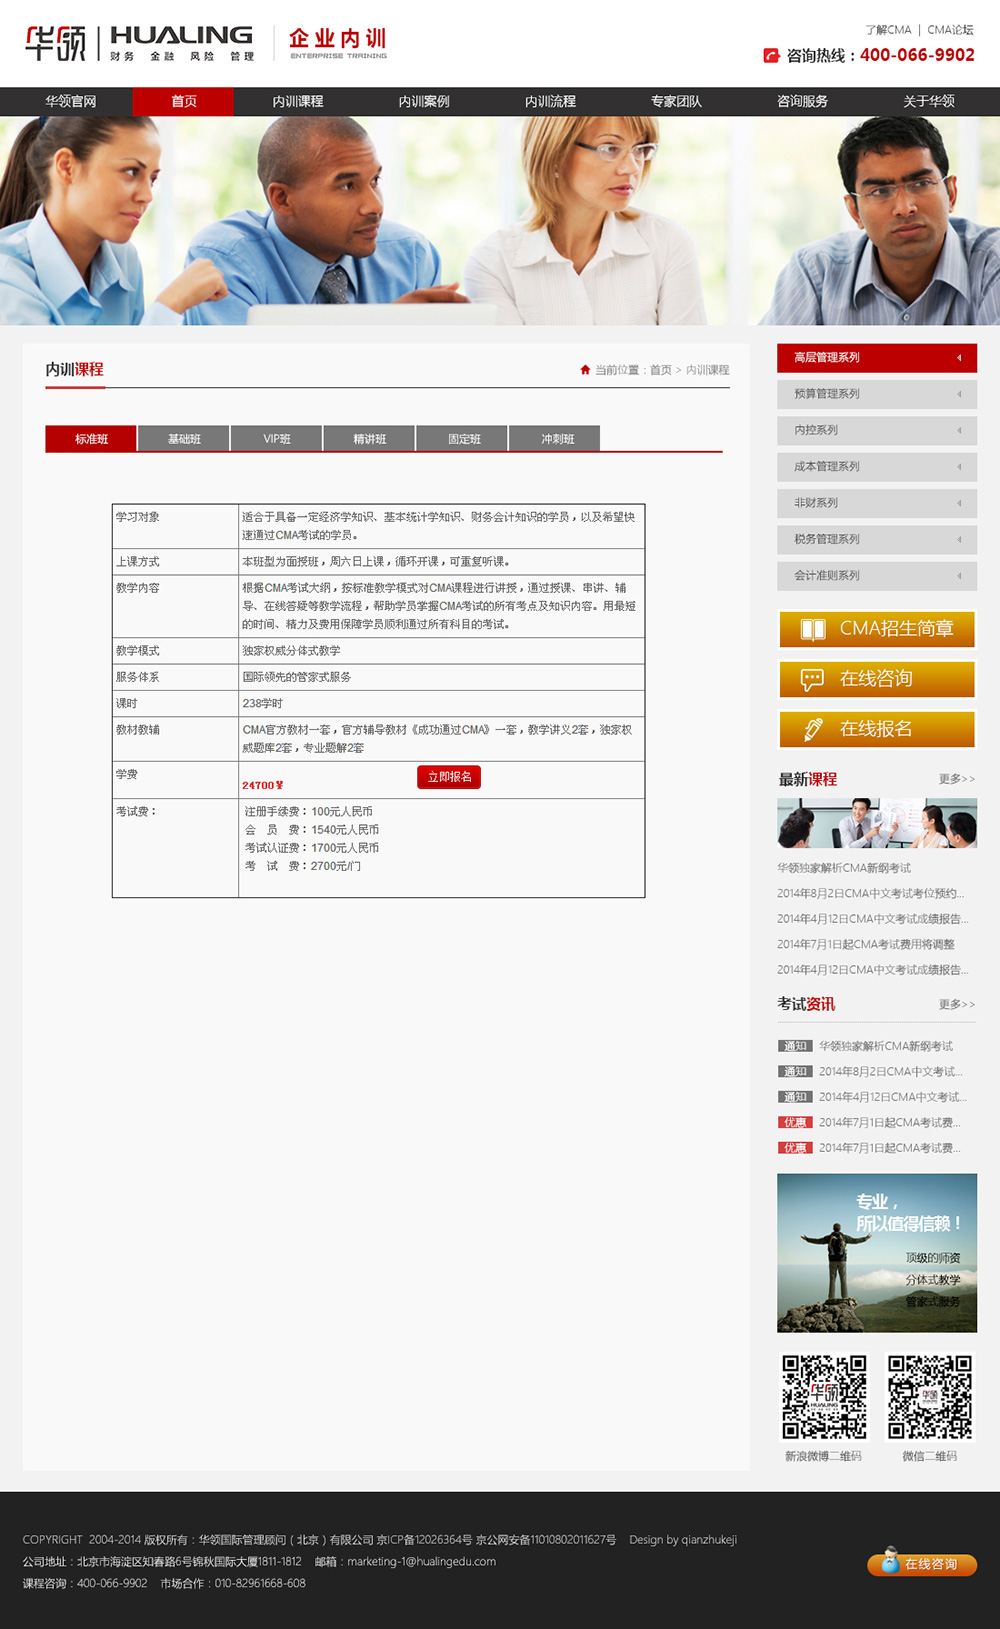 华领 HUALING 企业内训
财务 金融 风险 管理 ENTERPRISE TRAINING
了解CMA | CMA论坛
咨询热线：400-066-9902
华领官网 首页 内训课程 内训案例 内训流程 专家团队 咨询服务 关于华领
内训课程
当前位置：首页 > 内训课程
标准班 基础班 VIP班 精讲班 固定班 冲刺班
学习对象 适合于具备一定经济学知识、基本统计学知识、财务会计知识的学员，以及希望快
速通过CMA考试的学员。
上课方式 本班型为面授班，周六日上课，循环开课，可重复听课。
教学内容 根据CMA考试大纲，按标准教学模式对CMA课程进行讲授，通过授课、串讲、辅
导、在线答疑等教学流程，帮助学员掌握CMA考试的所有考点及知识内容。用最短
的时间、精力及费用保障学员顺利通过所有科目的考试。
教学模式 独家权威分体式教学
服务体系 国际领先的管家式服务
课时 238学时
教材教辅 CMA官方教材一套，官方辅导教材《成功通过CMA》一套，教学讲义2套，独家权
威题库2套，专业题解2套
学费 24700¥ 立即报名
考试费： 注册手续费：100元人民币
会 员 费：1540元人民币
考试认证费：1700元人民币
考 试 费：2700元/门
高层管理系列
预算管理系列
内控系列
成本管理系列
非财系列
税务管理系列
会计准则系列
CMA招生简章
在线咨询
在线报名
最新课程 更多>>
华领独家解析CMA新纲考试
2014年8月2日CMA中文考试考位预约...
2014年4月12日CMA中文考试成绩报告...
2014年7月1日起CMA考试费用将调整
2014年4月12日CMA中文考试成绩报告...
考试资讯 更多>>
通知 华领独家解析CMA新纲考试
通知 2014年8月2日CMA中文考试...
通知 2014年4月12日CMA中文考试...
优惠 2014年7月1日起CMA考试费...
优惠 2014年7月1日起CMA考试费...
专业，
所以值得信赖！
顶级的师资
分体式教学
管家式服务
华领 HUALING 华领
新浪微博二维码 微信二维码
COPYRIGHT 2004-2014 版权所有：华领国际管理顾问（北京）有限公司 京ICP备12026364号 京公网安备11010802011627号 Design by qianzhukeji
公司地址：北京市海淀区知春路6号锦秋国际大厦1811-1812 邮箱：marketing-1@hualingedu.com
课程咨询：400-066-9902 市场合作：010-82961668-608
在线咨询